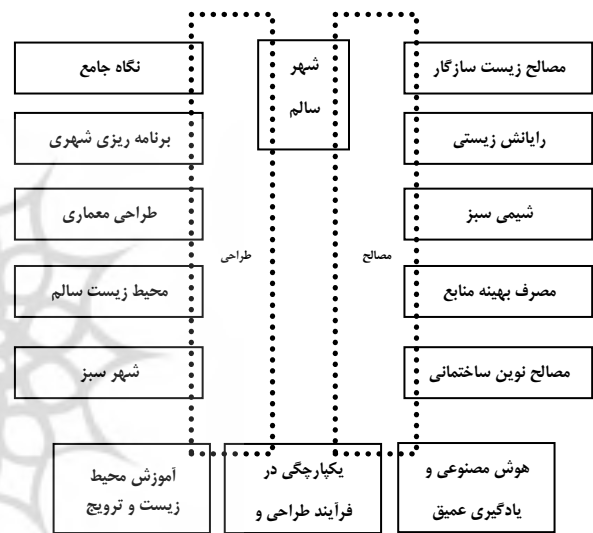 شهر
سالم
مصالح زیست سازگار
رایانش زیستی
شیمی سبز
مصرف بهینه منابع
مصالح نوین ساختمانی
مصالح
طراحی
نگاه جامع
برنامه ریزی شهری
طراحی معماری
محیط زیست سالم
شهر سبز
هوش مصنوعی و
یادگیری عمیق
یکپارچگی در
فرآیند طراحی و
آموزش محیط
زیست و ترویج